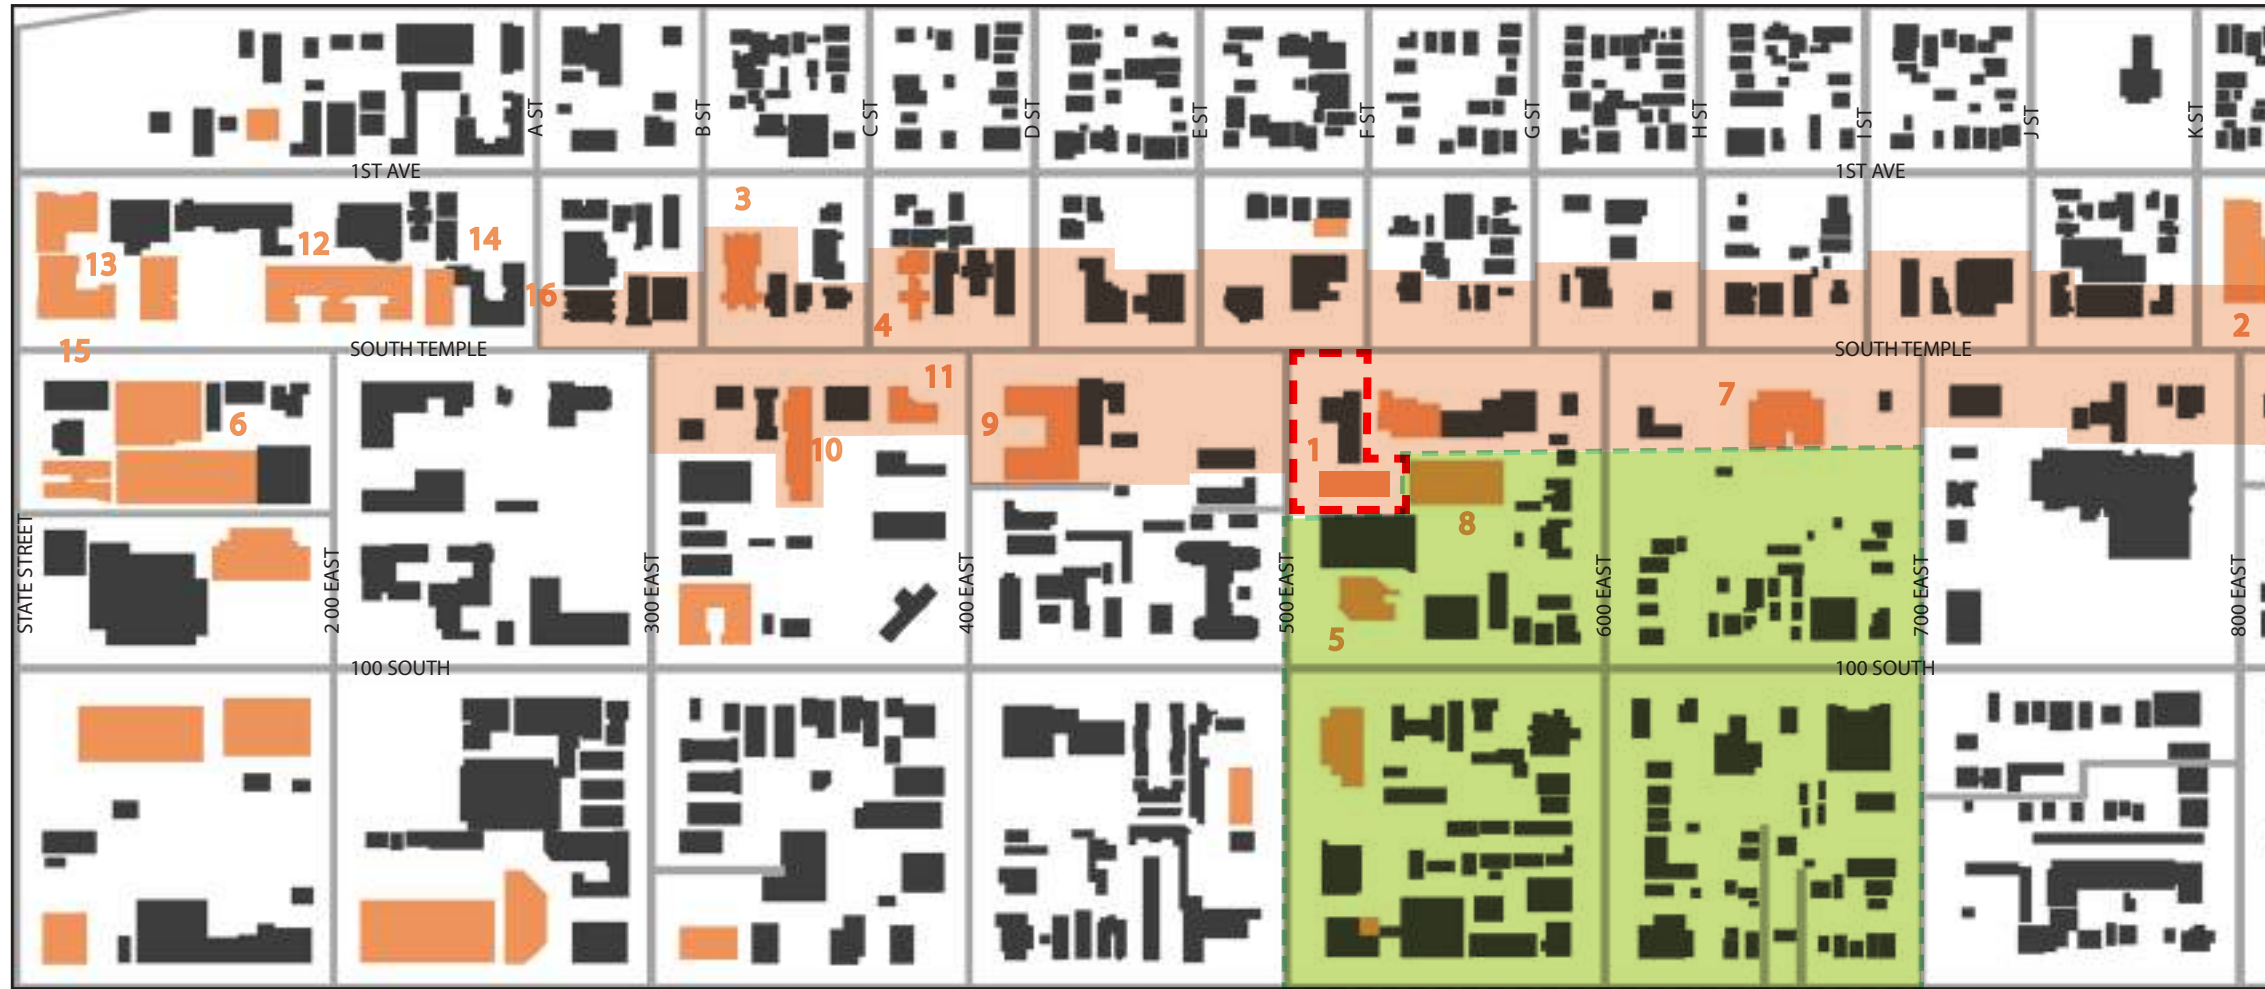 A ST
B ST
C ST
D ST
E ST
F ST
G ST
H ST
I ST
J ST
K ST
1ST AVE
1ST AVE
3
12
14
13
16
4
2
15
SOUTH TEMPLE
SOUTH TEMPLE
11
7
6
9
10
1
8
STATE STREET
2 00 EAST
300 EAST
400 EAST
500 EAST
600 EAST
700 EAST
800 EAST
5
100 SOUTH
100 SOUTH